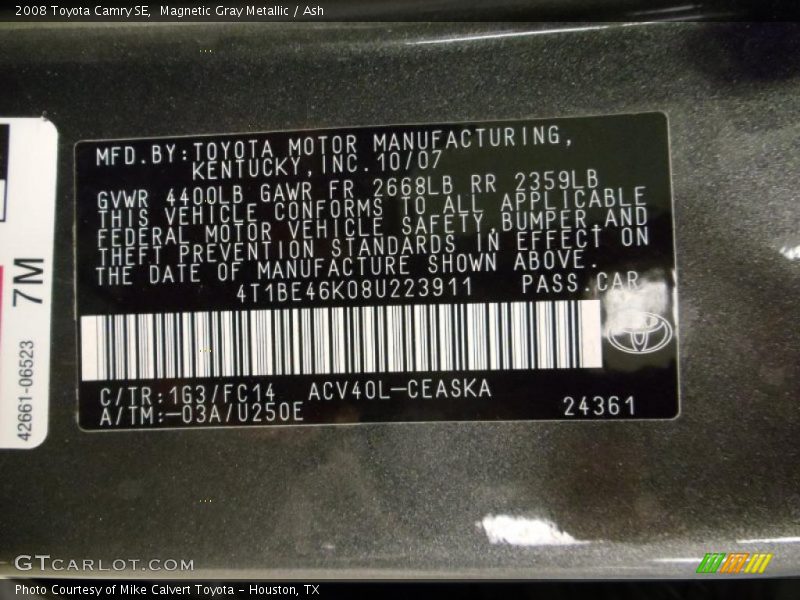 2008 Toyota Camry SE,  Magnetic Gray Metallic / Ash
MFD.BY:TOYOTA MOTOR MANUFACTURING,
KENTUCKY,INC.10/07
GVWR 4400LB GAWR FR 2668LB RR 2359LB
THIS VEHICLE CONFORMS TO ALL APPLICABLE
FEDERAL MOTOR VEHICLE SAFETY,BUMPER,AND
THEFT PREVENTION STANDARDS IN EFFECT ON
THE DATE OF MANUFACTURE SHOWN ABOVE.
4T1BE46K08U223911 PASS.CAR
C/TR:1G3/FC14 ACV40L-CEASKA
A/TM:-03A/U250E 24361
7M
42661-06523
GTCARLOT.COM
Photo Courtesy of Mike Calvert Toyota - Houston, TX